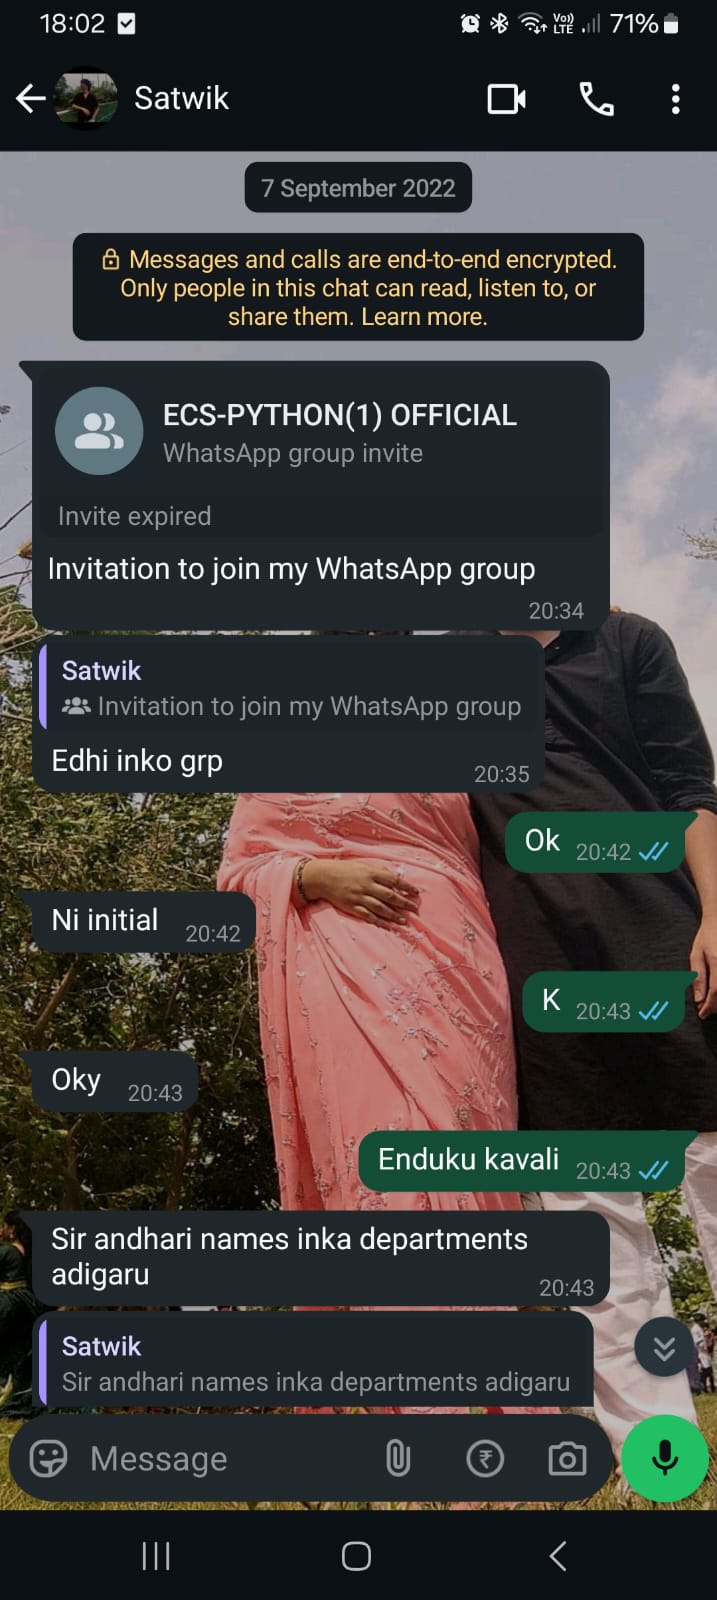 18:02
Vo))
LTE
71%
Satwik
7 September 2022
Messages and calls are end-to-end encrypted.
Only people in this chat can read, listen to, or
share them. Learn more.
ECS-PYTHON(1) OFFICIAL
WhatsApp group invite
Invite expired
Invitation to join my WhatsApp group
20:34
Satwik
Invitation to join my WhatsApp group
Edhi inko grp
20:35
Ok 20:42
Ni initial 20:42
K 20:43
Oky 20:43
Enduku kavali 20:43
Sir andhari names inka departments
adigaru
20:43
Satwik
Sir andhari names inka departments adigaru
Message
₹